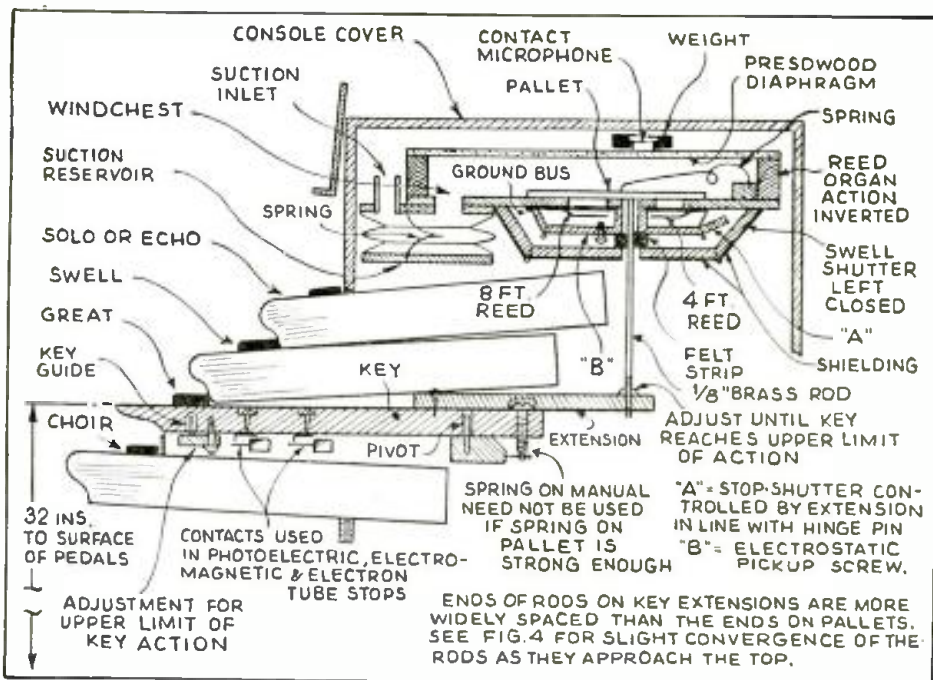 CONSOLE COVER
CONTACT
MICROPHONE
WEIGHT
PRESDWOOD
DIAPHRAGM
SUCTION
INLET
PALLET
SPRING
WINDCHEST
SUCTION
RESERVOIR
GROUND BUS
REED
ORGAN
ACTION
INVERTED
SPRING
SOLO OR ECHO
SWELL
SHUTTER
LEFT
CLOSED
SWELL
8 FT.
REED
4 FT.
REED
"A"
GREAT
"B"
SHIELDING
KEY
GUIDE
KEY
FELT
STRIP
1/8" BRASS ROD
CHOIR
PIVOT
EXTENSION
ADJUST UNTIL KEY
REACHES UPPER LIMIT
OF ACTION
32 INS.
TO SURFACE
OF PEDALS
CONTACTS USED
IN PHOTOELECTRIC, ELECTRO-
MAGNETIC & ELECTRON
TUBE STOPS
SPRING ON MANUAL
NEED NOT BE USED
IF SPRING ON
PALLET IS
STRONG ENOUGH
"A" = STOP-SHUTTER CON-
TROLLED BY EXTENSION
IN LINE WITH HINGE PIN
"B" = ELECTROSTATIC
PICKUP SCREW.
ADJUSTMENT FOR
UPPER LIMIT OF
KEY ACTION
ENDS OF RODS ON KEY EXTENSIONS ARE MORE
WIDELY SPACED THAN THE ENDS ON PALLETS.
SEE FIG.4 FOR SLIGHT CONVERGENCE OF THE
RODS AS THEY APPROACH THE TOP.